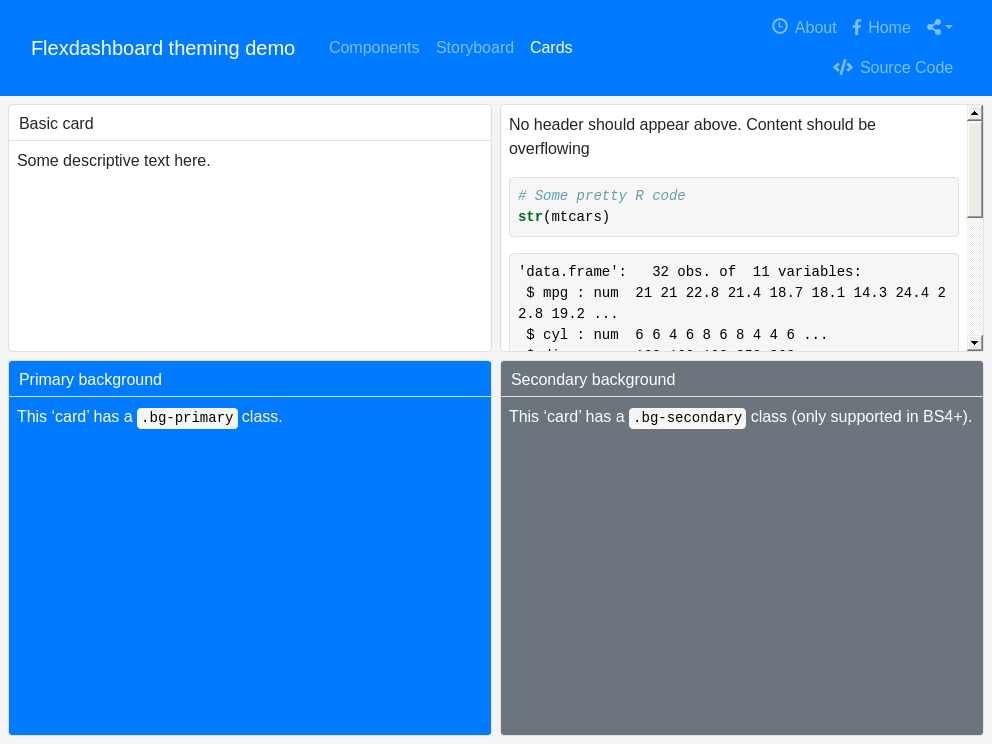 Flexdashboard theming demo
Components
Storyboard
Cards
About
Home
Source Code
Basic card
Some descriptive text here.
No header should appear above. Content should be
overflowing
# Some pretty R code
str(mtcars)
'data.frame':   32 obs. of  11 variables:
 $ mpg : num  21 21 22.8 21.4 18.7 18.1 14.3 24.4 2
2.8 19.2 ...
 $ cyl : num  6 6 4 6 8 6 8 4 4 6 ...
Primary background
This ‘card’ has a .bg-primary class.
Secondary background
This ‘card’ has a .bg-secondary class (only supported in BS4+).